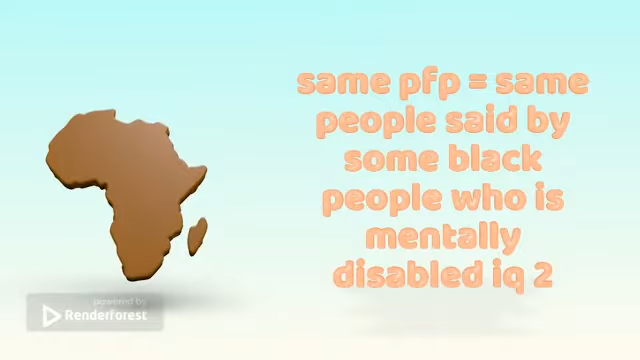 same pfp = same
people said by
some black
people who is
mentally
disabled iq 2
powered by
Renderforest